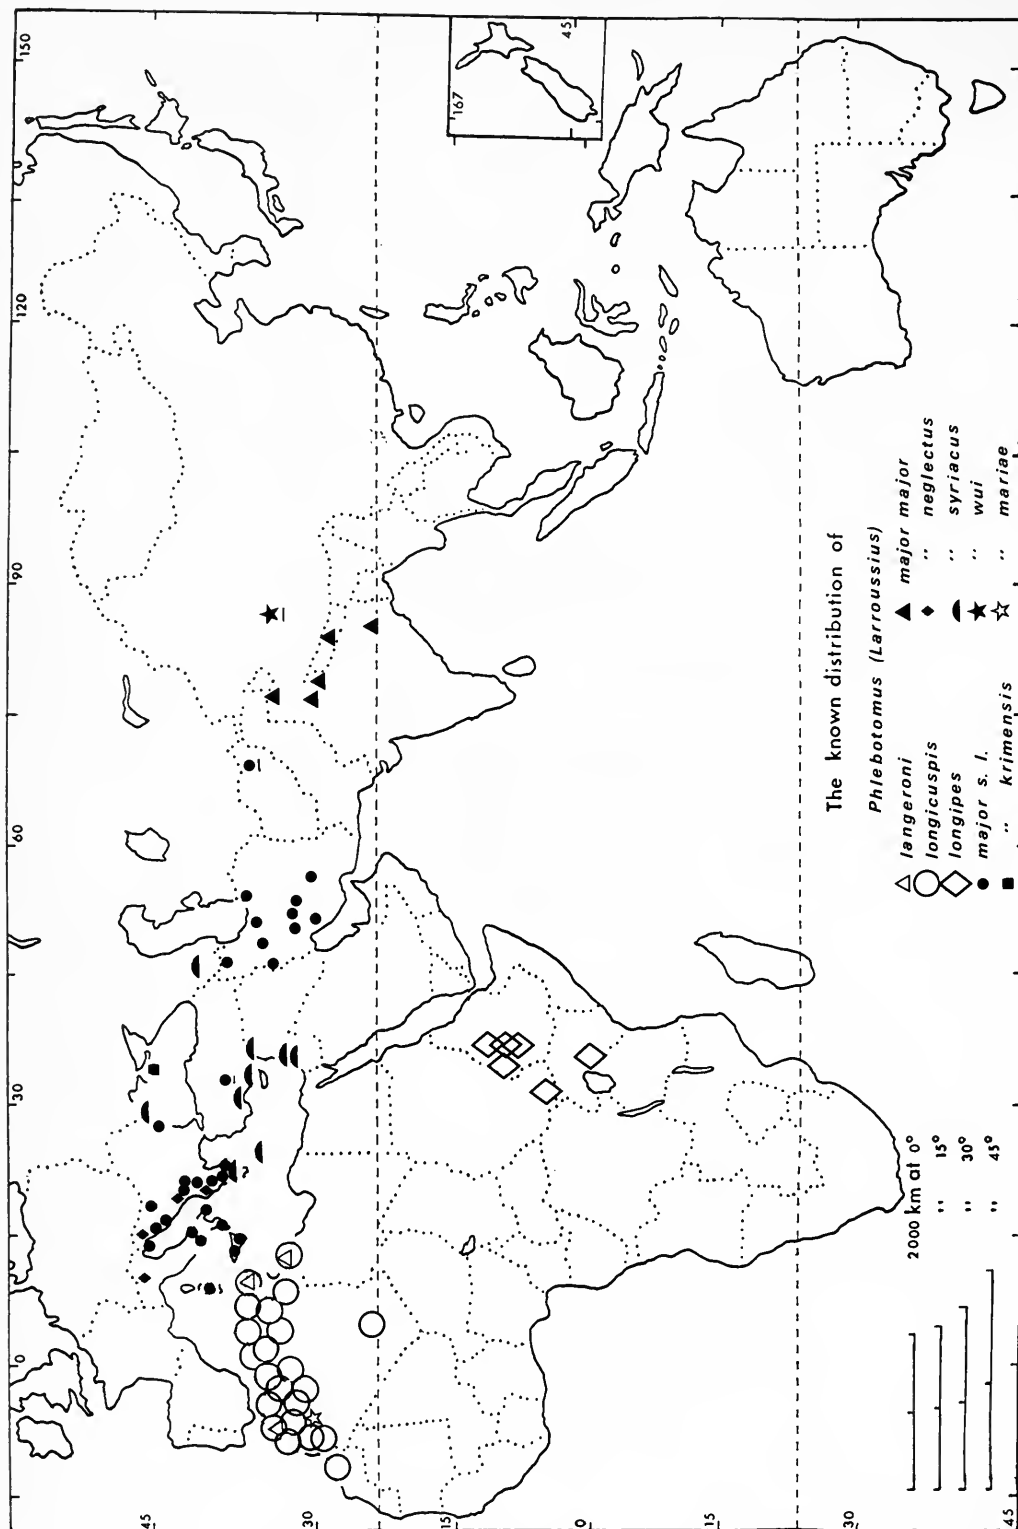 The known distribution of
Phlebotomus (Larroussius)
langeroni
longicuspis
longipes
major s. l.
,, krimensis
major major
,, neglectus
,, syriacus
,, wui
,, mariae
2000 km at 0°
,, 15°
,, 30°
,, 45°
0
30
60
90
120
150
45
30
15
0
15
30
45
167
45